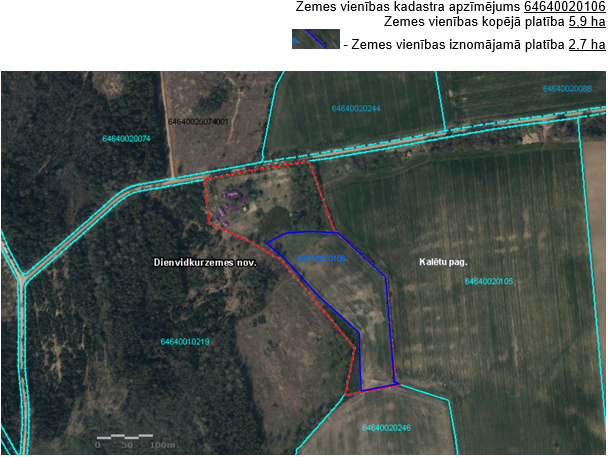 Zemes vienības kadastra apzīmējums 64640020106
Zemes vienības kopējā platība 5.9 ha
- Zemes vienības iznomājamā platība 2.7 ha
64640020088
64640020244
64640020074001
64640020074
64640020106
Dienvidkurzemes nov.
Kalētu pag.
64640020105
64640010219
64640020246
0 50 100m